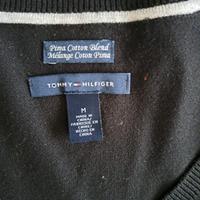 Pima Cotton Blend
Mélange Coton Pima
TOMMY HILFIGER
M
MADE IN CHINA/
FABRIQUÉ EN
CHINE/
HECHO EN
CHINA